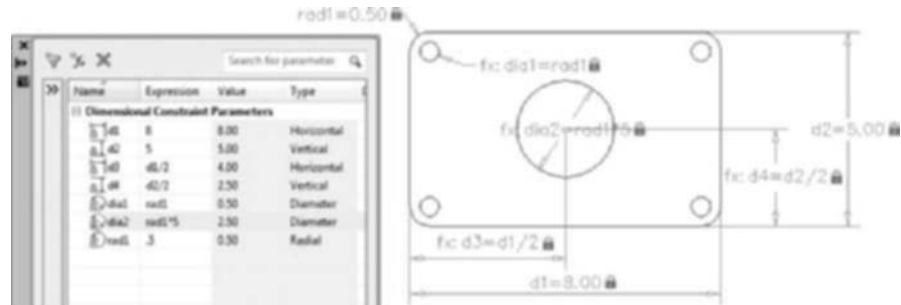 Search for parameter
Name Expression Value Type
Dimensional Constraint Parameters
d1 8 8.00 Horizontal
d2 5 5.00 Vertical
d3 d1/2 4.00 Horizontal
d4 d2/2 2.50 Vertical
dia1 rad1 0.50 Diameter
dia2 rad1*5 2.50 Diameter
rad1 .5 0.50 Radial
rad1=0.50
fx: dia1=rad1
fx: dia2=rad1*5
d2=5.00
fx: d4=d2/2
fx: d3=d1/2
d1=8.00